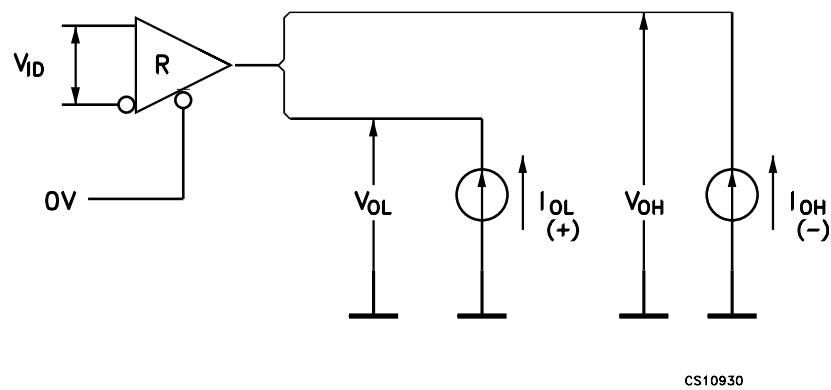 VID
R
0V
VOL
IOL
(+)
VOH
IOH
(−)
CS10930